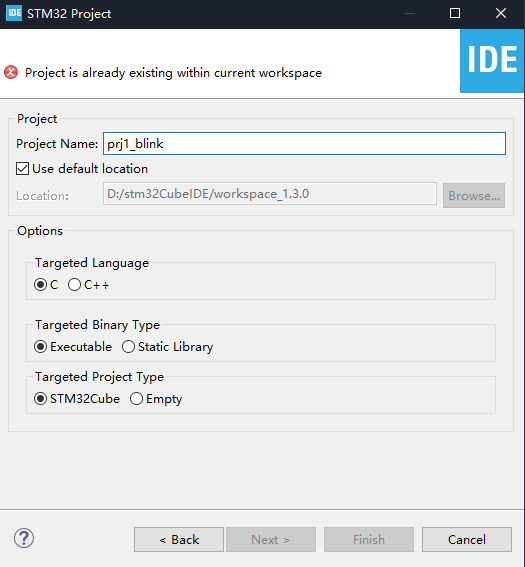 IDE STM32 Project
Project is already existing within current workspace
IDE
Project
Project Name: prj1_blink
Use default location
Location: D:/stm32CubeIDE/workspace_1.3.0 Browse...
Options
Targeted Language
C C++
Targeted Binary Type
Executable Static Library
Targeted Project Type
STM32Cube Empty
? < Back Next > Finish Cancel